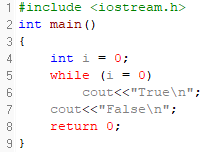 1 #include <iostream.h>
2 int main()
3 {
4     int i = 0;
5     while (i = 0)
6         cout<<"True\n";
7     cout<<"False\n";
8     return 0;
9 }